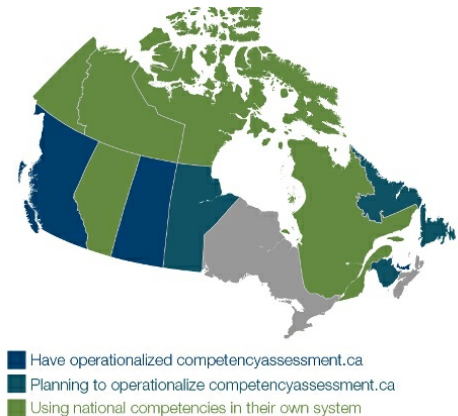 Have operationalized competencyassessment.ca
Planning to operationalize competencyassessment.ca
Using national competencies in their own system